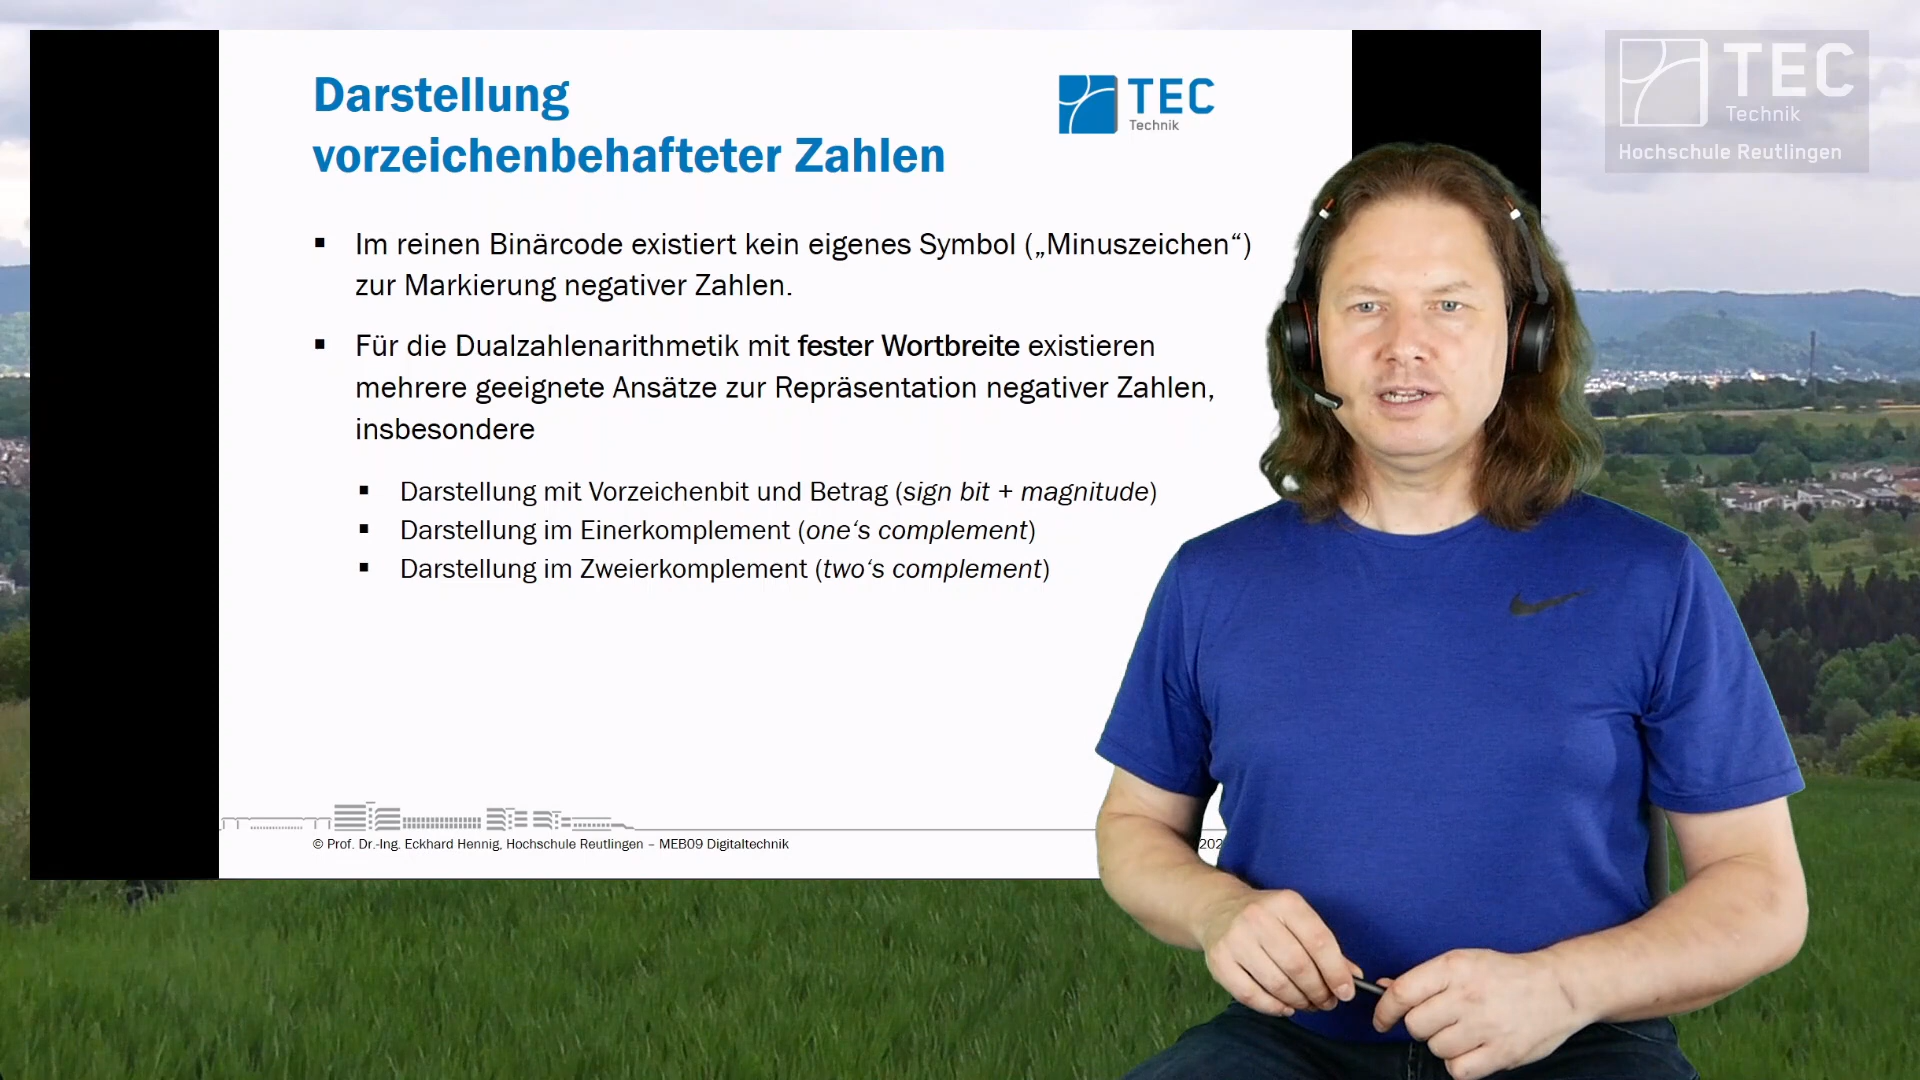 Darstellung
vorzeichenbehafteter Zahlen
TEC
Technik
TEC
Technik
Hochschule Reutlingen
▪ Im reinen Binärcode existiert kein eigenes Symbol („Minuszeichen“)
zur Markierung negativer Zahlen.
▪ Für die Dualzahlenarithmetik mit fester Wortbreite existieren
mehrere geeignete Ansätze zur Repräsentation negativer Zahlen,
insbesondere
▪ Darstellung mit Vorzeichenbit und Betrag (sign bit + magnitude)
▪ Darstellung im Einerkomplement (one‘s complement)
▪ Darstellung im Zweierkomplement (two‘s complement)
© Prof. Dr.-Ing. Eckhard Hennig, Hochschule Reutlingen – MEB09 Digitaltechnik